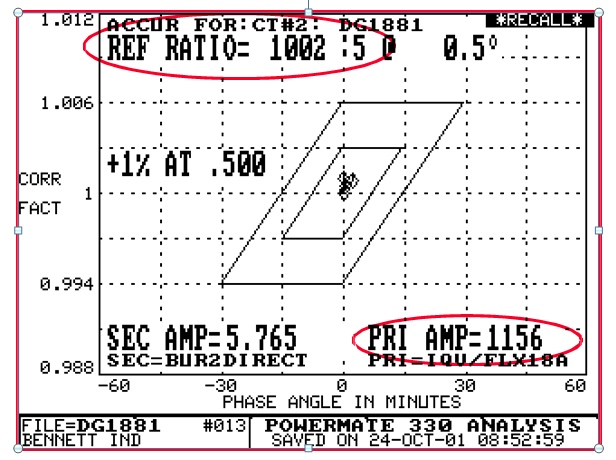 1.012 ACCUR FOR:CT#2: DG1881 *RECALL*
REF RATIO= 1002 :5 @ 0.5°
1.006
+1% AT .500
CORR
FACT 1
0.994
SEC AMP=5.765 PRI AMP=1156
SEC=BUR2DIRECT PRI=IQV/FLX18A
0.988
-60 -30 0 30 60
PHASE ANGLE IN MINUTES
FILE=DG1881 #013 POWERMATE 330 ANALYSIS
BENNETT IND SAVED ON 24-OCT-01 08:52:59